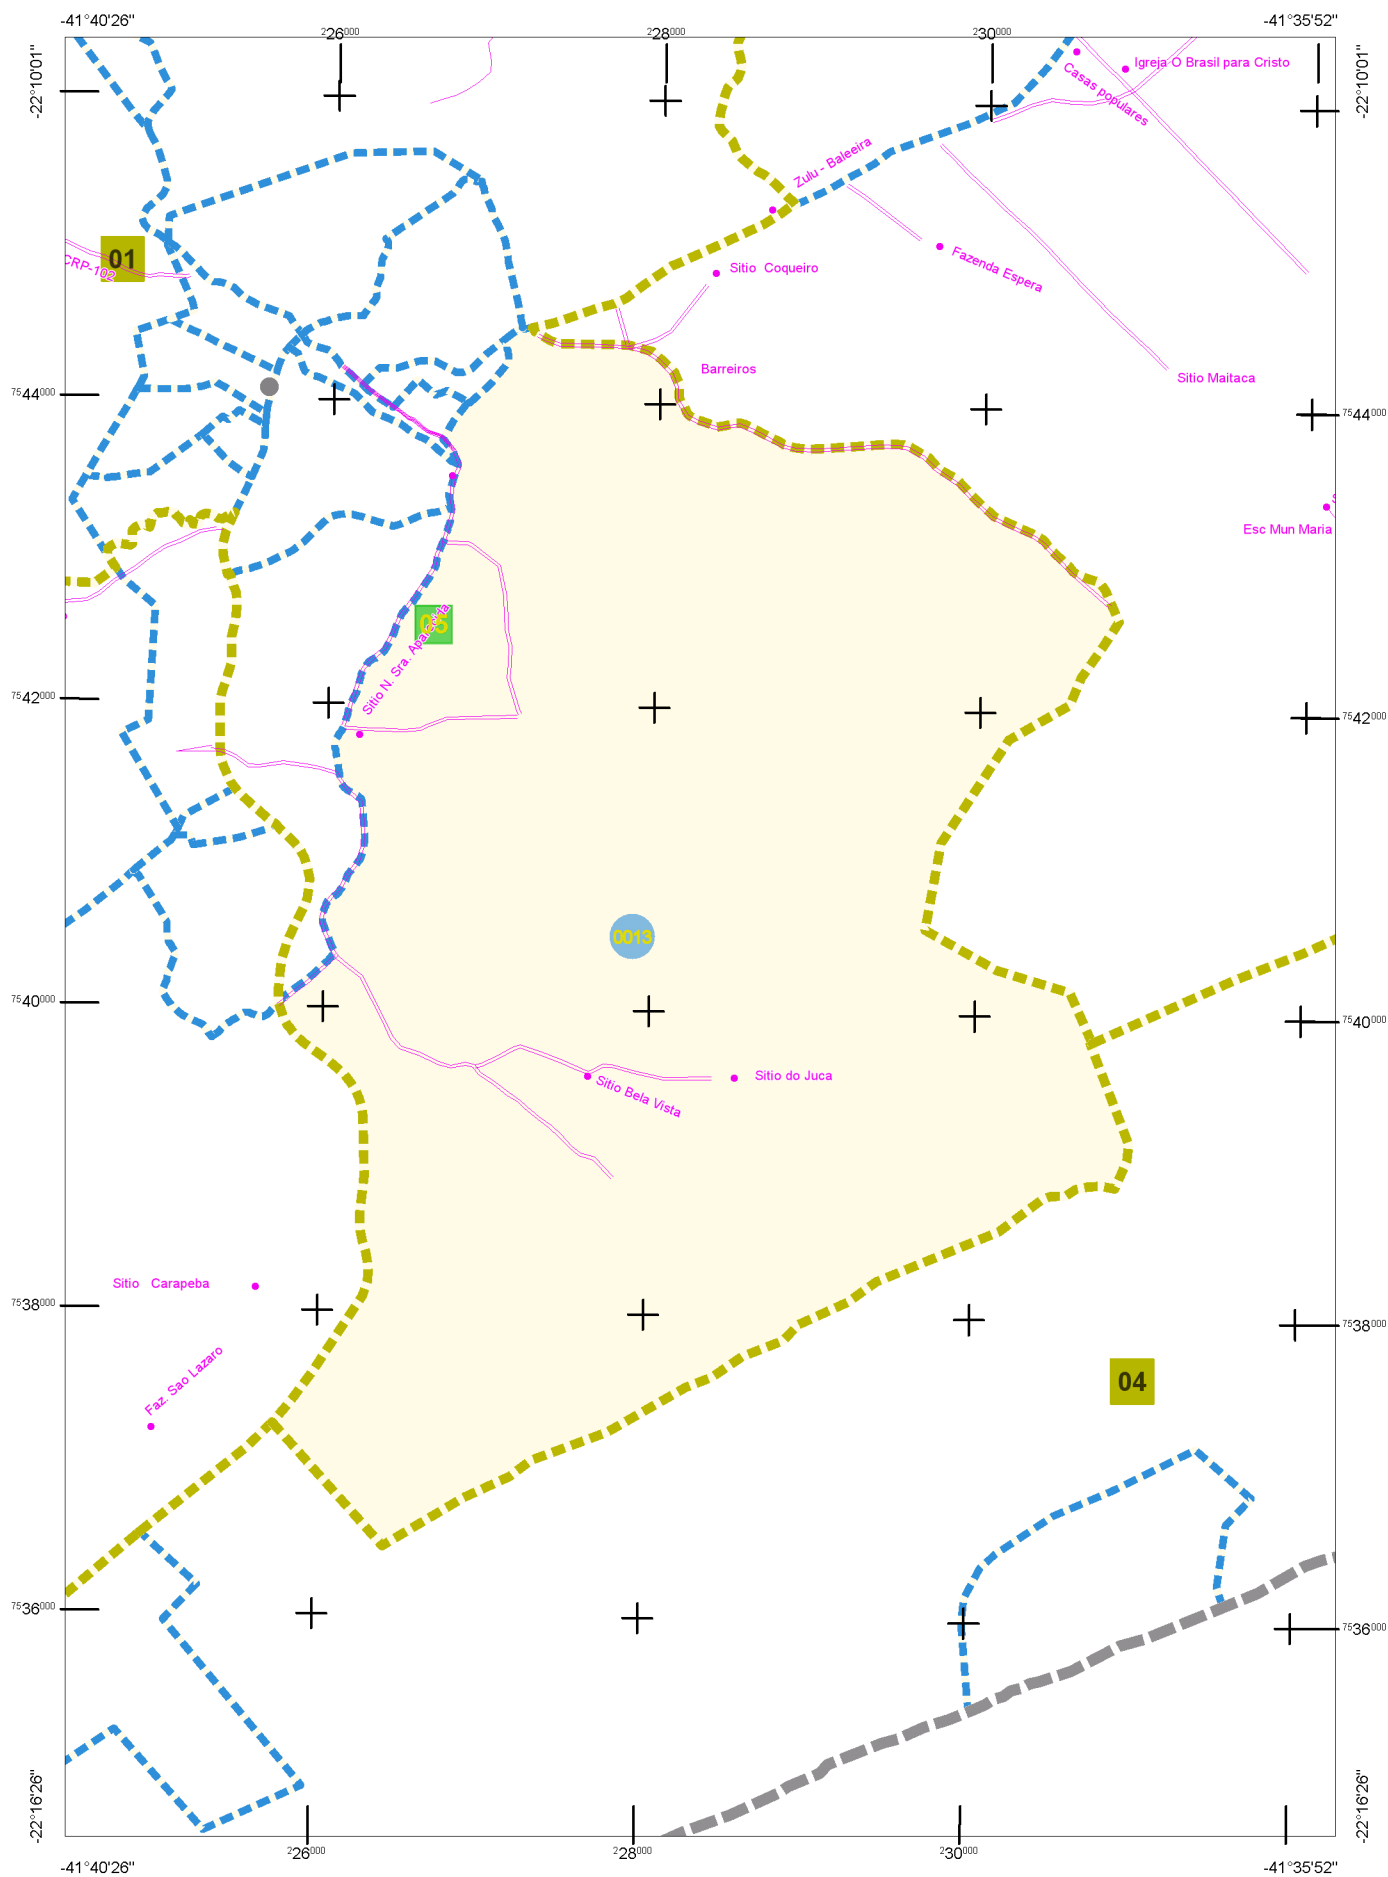 -41°40'26"
-41°35'52"
226000
228000
230000
-22°10'01"
-22°10'01"
Igreja O Brasil para Cristo
Casas populares
Zulu - Baleeira
01
CRP-102
Sitio Coqueiro
Fazenda Espera
Barreiros
Sitio Maitaca
7544000
7544000
Esc Mun Maria
05
Sitio N. Sra. Aparecida
7542000
7542000
0013
7540000
7540000
Sitio Bela Vista
Sitio do Juca
Sitio Carapeba
7538000
7538000
Faz. Sao Lazaro
04
7536000
7536000
-22°16'26"
-22°16'26"
226000
228000
230000
-41°40'26"
-41°35'52"